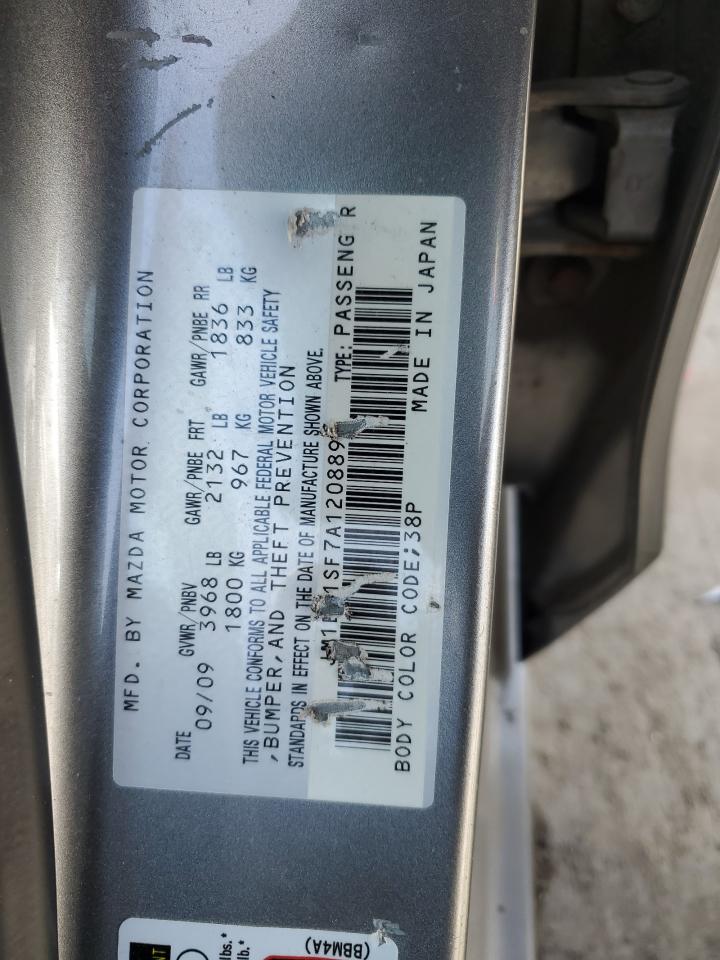 MFD. BY MAZDA MOTOR CORPORATION
DATE GVWR/PNBV GAWR/PNBE FRT GAWR/PNBE RR
09/09 3968 LB 2132 LB 1836 LB
1800 KG 967 KG 833 KG
THIS VEHICLE CONFORMS TO ALL APPLICABLE FEDERAL MOTOR VEHICLE SAFETY
,BUMPER,AND THEFT PREVENTION
STANDARDS IN EFFECT ON THE DATE OF MANUFACTURE SHOWN ABOVE.
1SF7A120889 TYPE: PASSENG R
BODY COLOR CODE;38P MADE IN JAPAN
(BBM4A)
lbs.*
lb.*